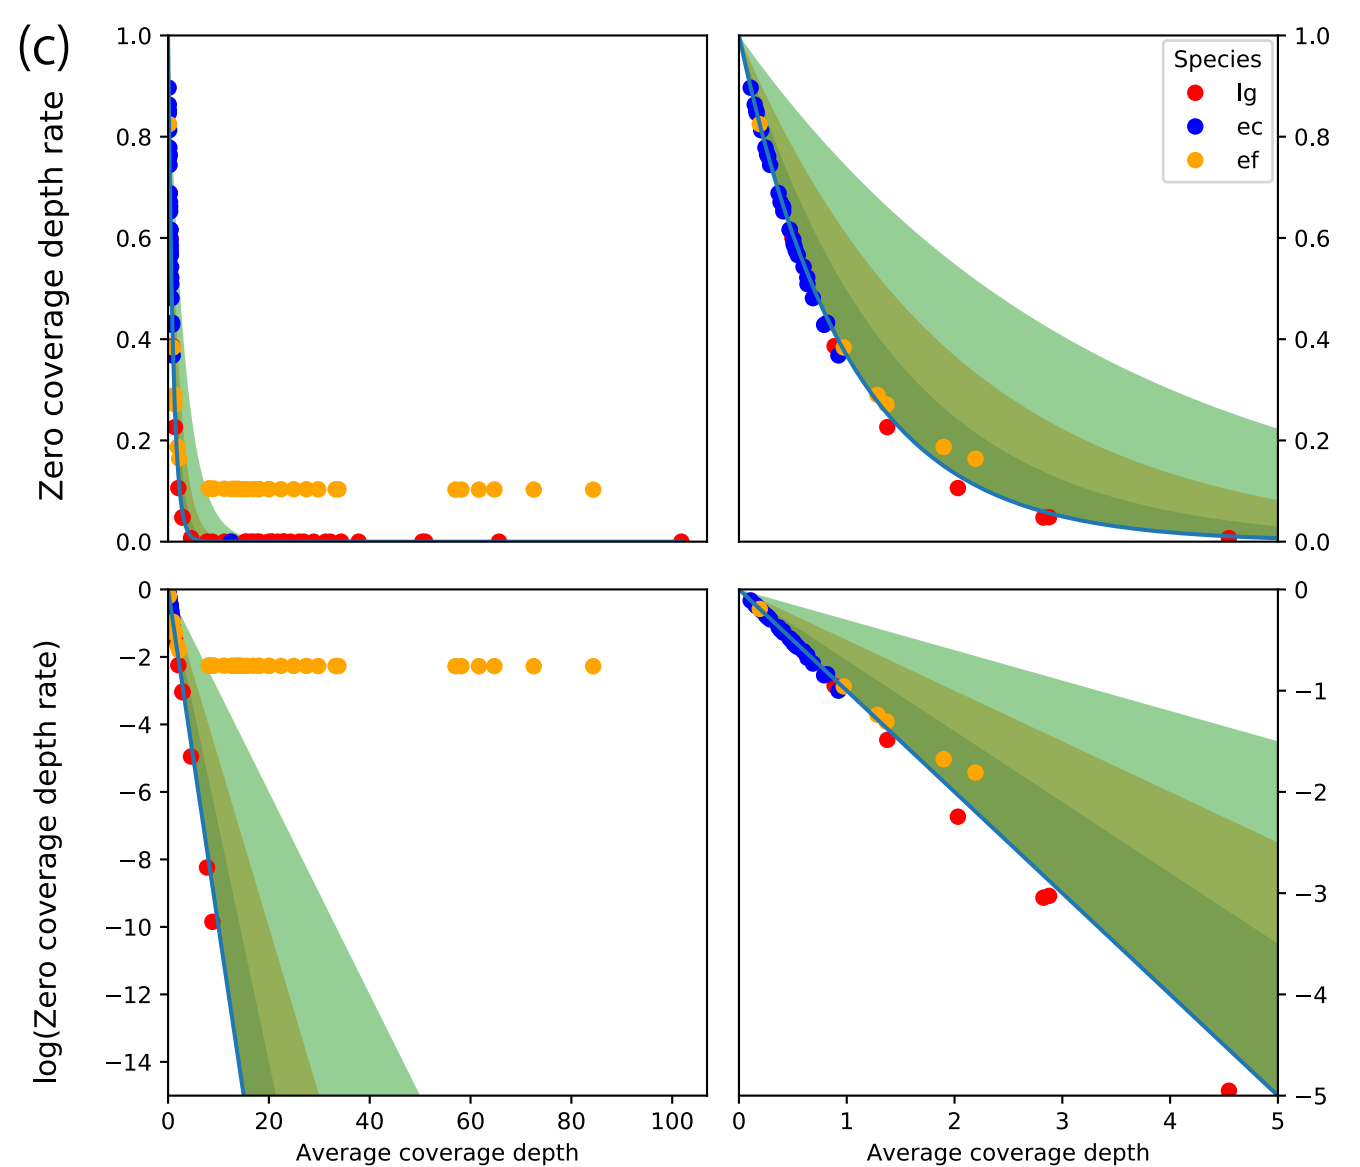 (c)
Zero coverage depth rate
1.0
0.8
0.6
0.4
0.2
0.0
1.0
0.8
0.6
0.4
0.2
0.0
Species
lg
ec
ef
log(Zero coverage depth rate)
0
−2
−4
−6
−8
−10
−12
−14
0 20 40 60 80 100
Average coverage depth
0
−1
−2
−3
−4
−5
0 1 2 3 4 5
Average coverage depth